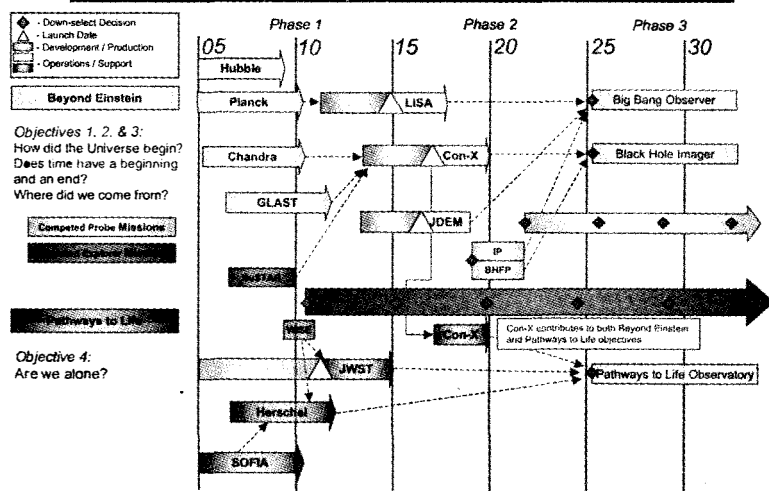 Phase 1
Phase 2
Phase 3
- Down-select Decision
- Launch Date
- Development / Production
- Operations / Support
05
10
15
20
25
30
Hubble
Beyond Einstein
Planck
LISA
Big Bang Observer
Objectives 1, 2, & 3:
How did the Universe begin?
Does time have a beginning
and an end?
Where did we come from?
Chandra
Con-X
Black Hole Imager
GLAST
JDEM
Competed Probe Missions
IP
BHFP
Pathways to Life
Con-X
Con-X contributes to both Beyond Einstein
and Pathways to Life objectives
Objective 4:
Are we alone?
JWST
Pathways to Life Observatory
Herschel
SOFIA